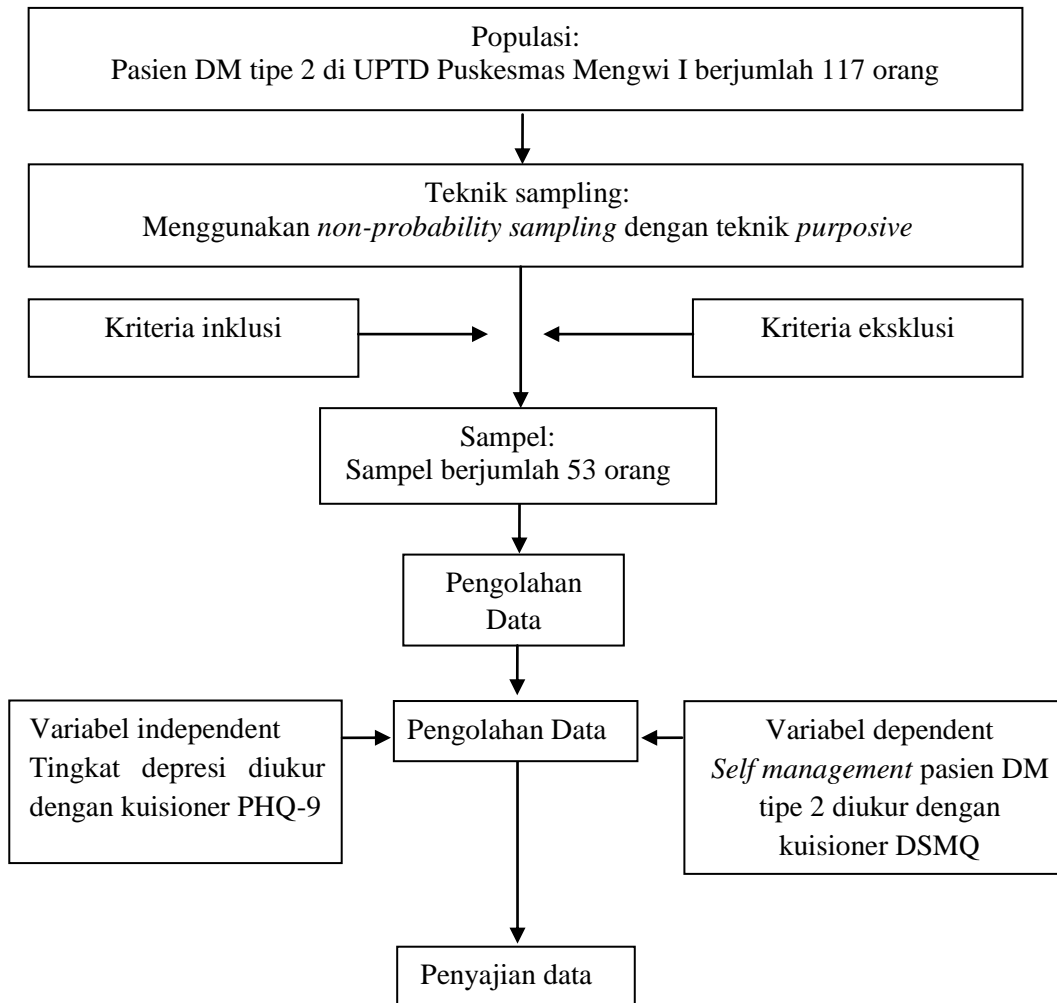 Populasi:
Pasien DM tipe 2 di UPTD Puskesmas Mengwi I berjumlah 117 orang
Teknik sampling:
Menggunakan non-probability sampling dengan teknik purposive
Kriteria inklusi
Kriteria eksklusi
Sampel:
Sampel berjumlah 53 orang
Pengolahan
Data
Variabel independent
Tingkat depresi diukur
dengan kuisioner PHQ-9
Pengolahan Data
Variabel dependent
Self management pasien DM
tipe 2 diukur dengan
kuisioner DSMQ
Penyajian data